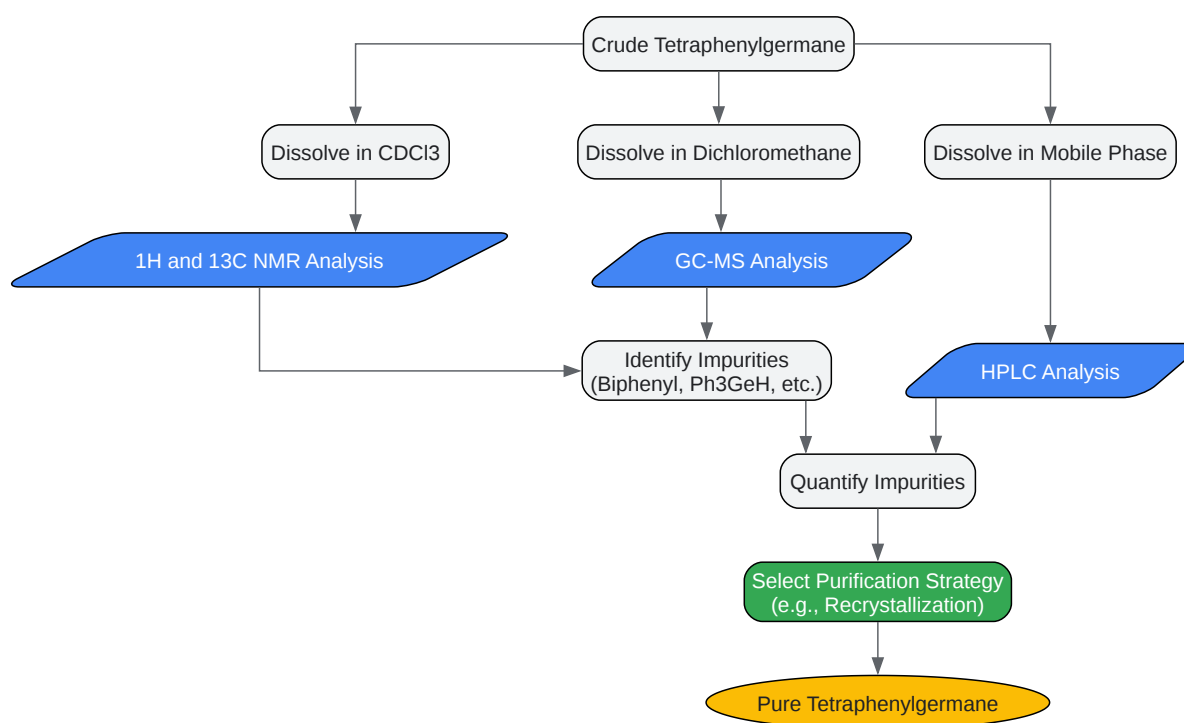 Crude Tetraphenylgermane
Dissolve in CDCl3
Dissolve in Dichloromethane
Dissolve in Mobile Phase
1H and 13C NMR Analysis
GC-MS Analysis
Identify Impurities
(Biphenyl, Ph3GeH, etc.)
HPLC Analysis
Quantify Impurities
Select Purification Strategy
(e.g., Recrystallization)
Pure Tetraphenylgermane